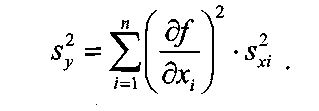 $s_y^2 = \sum_{i=1}^{n} \left( \frac{\partial f}{\partial x_i} \right)^2 \cdot s_{xi}^2 \, .$